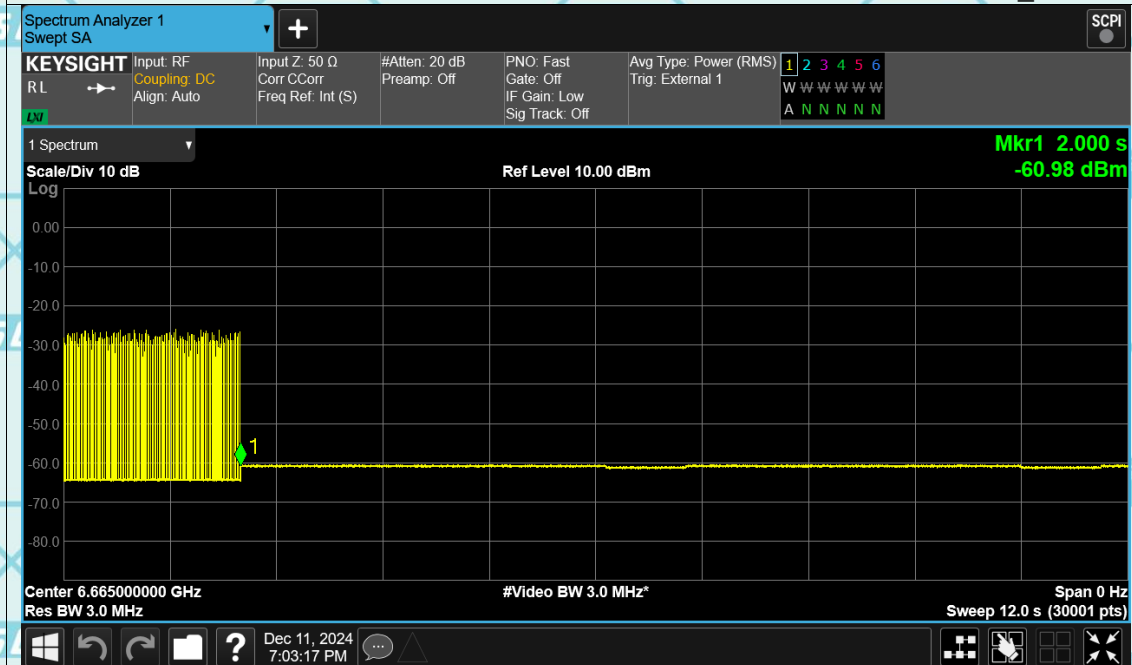 Spectrum Analyzer 1
Swept SA
+
SCPI
KEYSIGHT
RL
LXI
Input: RF
Coupling: DC
Align: Auto
Input Z: 50 Ω
Corr CCorr
Freq Ref: Int (S)
#Atten: 20 dB
Preamp: Off
PNO: Fast
Gate: Off
IF Gain: Low
Sig Track: Off
Avg Type: Power (RMS)
Trig: External 1
1 2 3 4 5 6
W W W W W W
A N N N N N
1 Spectrum
Mkr1 2.000 s
-60.98 dBm
Scale/Div 10 dB
Ref Level 10.00 dBm
Log
0.00
-10.0
-20.0
-30.0
-40.0
-50.0
-60.0
-70.0
-80.0
1
Center 6.665000000 GHz
#Video BW 3.0 MHz*
Span 0 Hz
Res BW 3.0 MHz
Sweep 12.0 s (30001 pts)
?
Dec 11, 2024
7:03:17 PM